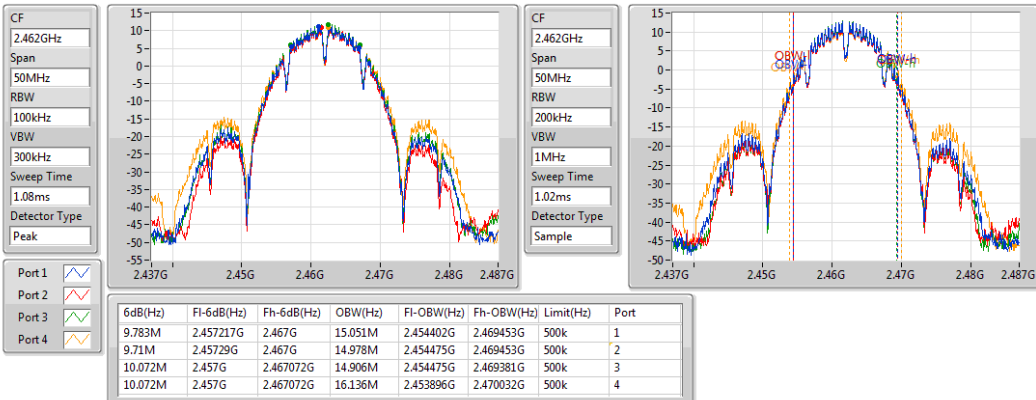 CF
2.462GHz
Span
50MHz
RBW
100kHz
VBW
300kHz
Sweep Time
1.08ms
Detector Type
Peak
15
10
5
0
-5
-10
-15
-20
-25
-30
-35
-40
-45
-50
-55
2.437G 2.45G 2.46G 2.47G 2.48G 2.487G
CF
2.462GHz
Span
50MHz
RBW
200kHz
VBW
1MHz
Sweep Time
1.02ms
Detector Type
Sample
15
10
5
0
-5
-10
-15
-20
-25
-30
-35
-40
-45
-50
OBW-h
2.437G 2.45G 2.46G 2.47G 2.48G 2.487G
Port 1
Port 2
Port 3
Port 4
6dB(Hz) Fl-6dB(Hz) Fh-6dB(Hz) OBW(Hz) Fl-OBW(Hz) Fh-OBW(Hz) Limit(Hz) Port
9.783M 2.457217G 2.467G 15.051M 2.454402G 2.469453G 500k 1
9.71M 2.45729G 2.467G 14.978M 2.454475G 2.469453G 500k 2
10.072M 2.457G 2.467072G 14.906M 2.454475G 2.469381G 500k 3
10.072M 2.457G 2.467072G 16.136M 2.453896G 2.470032G 500k 4